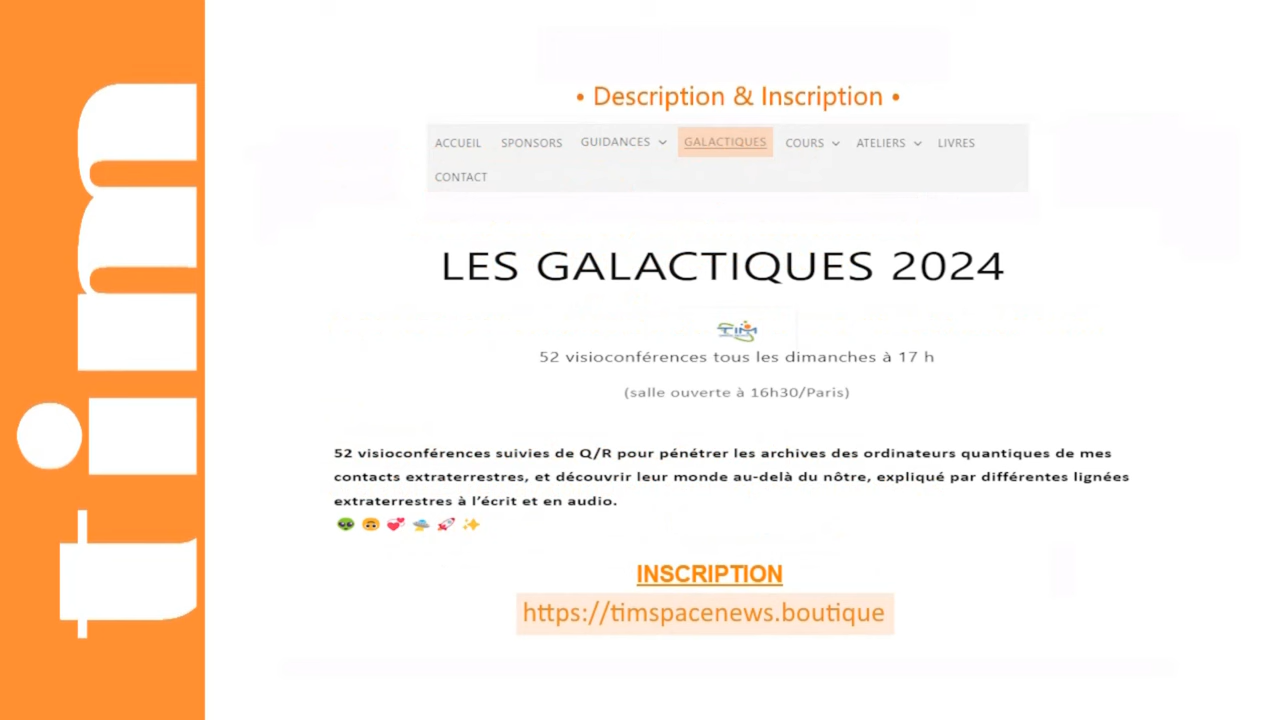 tim
• Description & Inscription •
ACCUEIL SPONSORS GUIDANCES GALACTIQUES COURS ATELIERS LIVRES
CONTACT
LES GALACTIQUES 2024
TIM
52 visioconférences tous les dimanches à 17 h
(salle ouverte à 16h30/Paris)
52 visioconférences suivies de Q/R pour pénétrer les archives des ordinateurs quantiques de mes
contacts extraterrestres, et découvrir leur monde au-delà du nôtre, expliqué par différentes lignées
extraterrestres à l’écrit et en audio.
👽 🙃 💞 🛸 🚀 ✨
INSCRIPTION
https://timspacenews.boutique